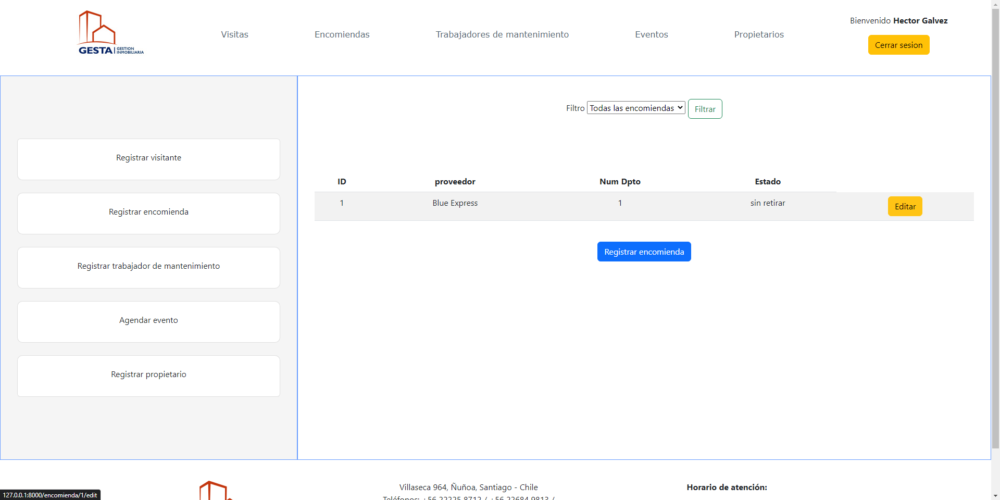 GESTA | GESTION INMOBILIARIA
Visitas
Encomiendas
Trabajadores de mantenimiento
Eventos
Propietarios
Bienvenido Hector Galvez
Cerrar sesion
Registrar visitante
Registrar encomienda
Registrar trabajador de mantenimiento
Agendar evento
Registrar propietario
Filtro Todas las encomiendas Filtrar
ID proveedor Num Dpto Estado
1 Blue Express 1 sin retirar Editar
Registrar encomienda
Villaseca 964, Ñuñoa, Santiago - Chile
Teléfonos: +56 22225 8712 / +56 22684 9813 /
Horario de atención:
127.0.0.1:8000/encomienda/1/edit